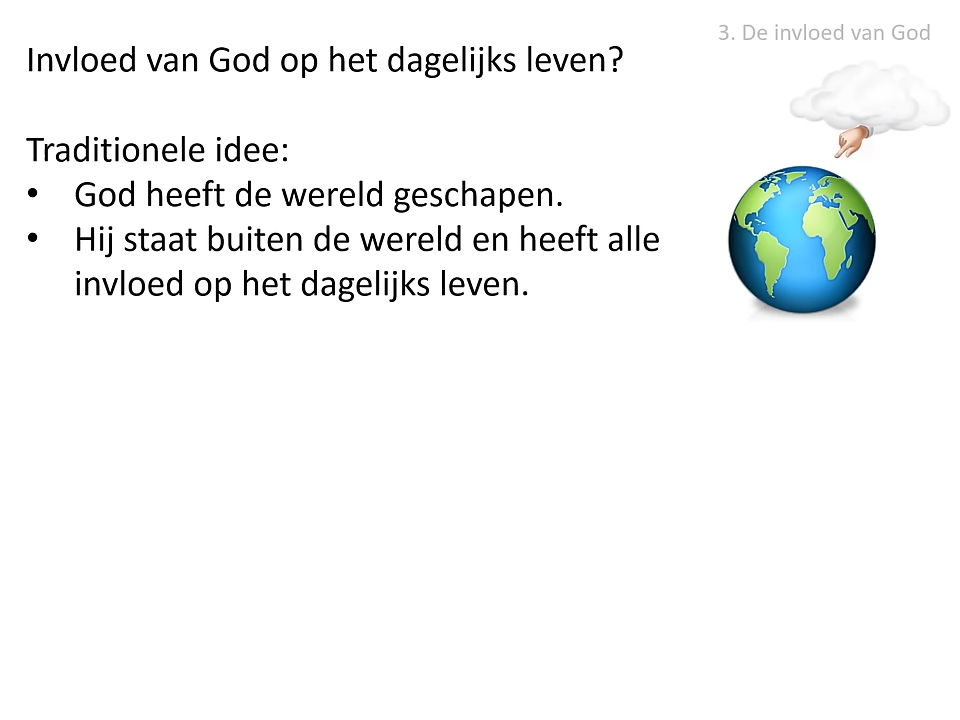 3. De invloed van God
Invloed van God op het dagelijks leven?
Traditionele idee:
• God heeft de wereld geschapen.
• Hij staat buiten de wereld en heeft alle
invloed op het dagelijks leven.